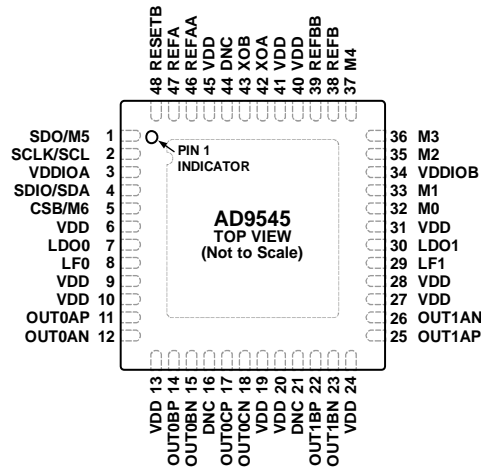 48 RESETB
47 REFA
46 REFAA
45 VDD
44 DNC
43 XOB
42 XOA
41 VDD
40 VDD
39 REFBB
38 REFB
37 M4
SDO/M5 1
SCLK/SCL 2
VDDIOA 3
SDIO/SDA 4
CSB/M6 5
VDD 6
LDO0 7
LF0 8
VDD 9
VDD 10
OUT0AP 11
OUT0AN 12
PIN 1
INDICATOR
AD9545
TOP VIEW
(Not to Scale)
36 M3
35 M2
34 VDDIOB
33 M1
32 M0
31 VDD
30 LDO1
29 LF1
28 VDD
27 VDD
26 OUT1AN
25 OUT1AP
VDD 13
OUT0BP 14
OUT0BN 15
DNC 16
OUT0CP 17
OUT0CN 18
VDD 19
VDD 20
DNC 21
OUT1BP 22
OUT1BN 23
VDD 24